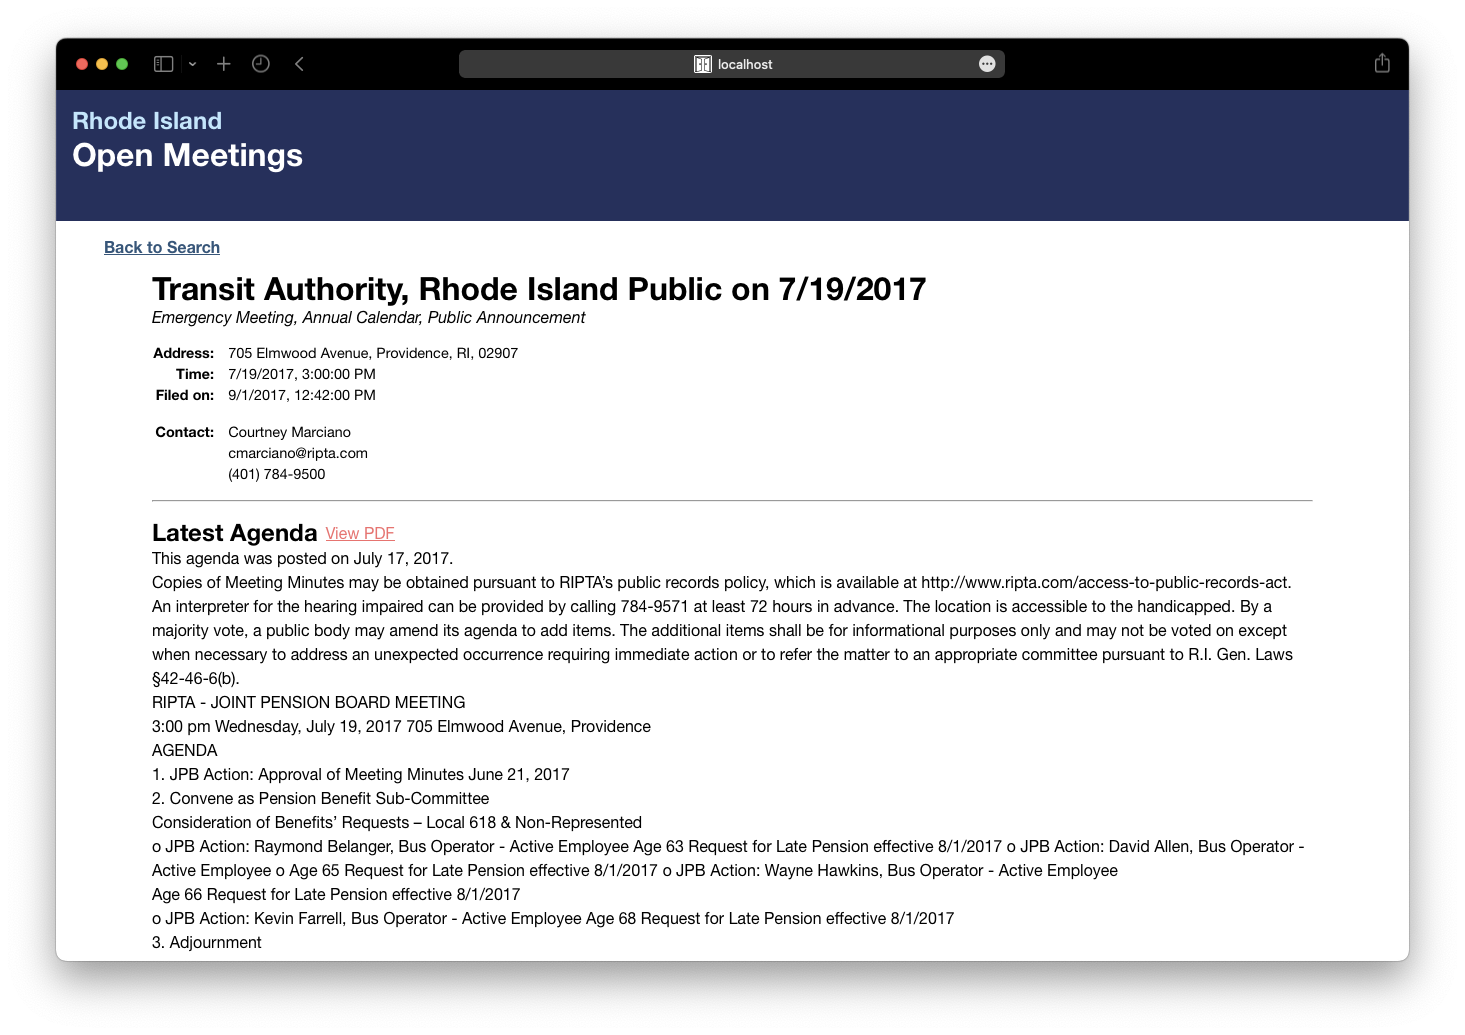 localhost
Rhode Island
Open Meetings
Back to Search
Transit Authority, Rhode Island Public on 7/19/2017
Emergency Meeting, Annual Calendar, Public Announcement
Address: 705 Elmwood Avenue, Providence, RI, 02907
Time: 7/19/2017, 3:00:00 PM
Filed on: 9/1/2017, 12:42:00 PM
Contact: Courtney Marciano
cmarciano@ripta.com
(401) 784-9500
Latest Agenda View PDF
This agenda was posted on July 17, 2017.
Copies of Meeting Minutes may be obtained pursuant to RIPTA’s public records policy, which is available at http://www.ripta.com/access-to-public-records-act.
An interpreter for the hearing impaired can be provided by calling 784-9571 at least 72 hours in advance. The location is accessible to the handicapped. By a
majority vote, a public body may amend its agenda to add items. The additional items shall be for informational purposes only and may not be voted on except
when necessary to address an unexpected occurrence requiring immediate action or to refer the matter to an appropriate committee pursuant to R.I. Gen. Laws
§42-46-6(b).
RIPTA - JOINT PENSION BOARD MEETING
3:00 pm Wednesday, July 19, 2017 705 Elmwood Avenue, Providence
AGENDA
1. JPB Action: Approval of Meeting Minutes June 21, 2017
2. Convene as Pension Benefit Sub-Committee
Consideration of Benefits’ Requests – Local 618 & Non-Represented
o JPB Action: Raymond Belanger, Bus Operator - Active Employee Age 63 Request for Late Pension effective 8/1/2017 o JPB Action: David Allen, Bus Operator -
Active Employee o Age 65 Request for Late Pension effective 8/1/2017 o JPB Action: Wayne Hawkins, Bus Operator - Active Employee
Age 66 Request for Late Pension effective 8/1/2017
o JPB Action: Kevin Farrell, Bus Operator - Active Employee Age 68 Request for Late Pension effective 8/1/2017
3. Adjournment